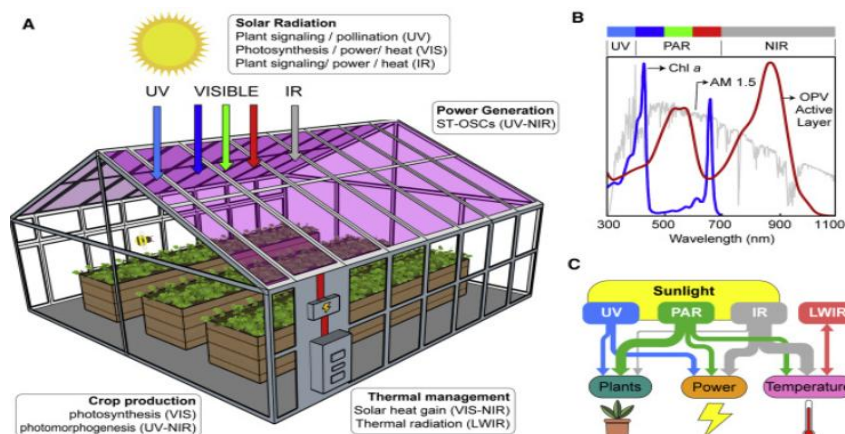 A
Solar Radiation
Plant signaling / pollination (UV)
Photosynthesis / power/ heat (VIS)
Plant signaling/ power / heat (IR)
UV VISIBLE IR
Power Generation
ST-OSCs (UV-NIR)
Crop production
photosynthesis (VIS)
photomorphogenesis (UV-NIR)
Thermal management
Solar heat gain (VIS-NIR)
Thermal radiation (LWIR)
B
UV PAR NIR
Chl a
AM 1.5
OPV
Active
Layer
300 500 700 900 1100
Wavelength (nm)
C
Sunlight
UV PAR IR LWIR
Plants Power Temperature